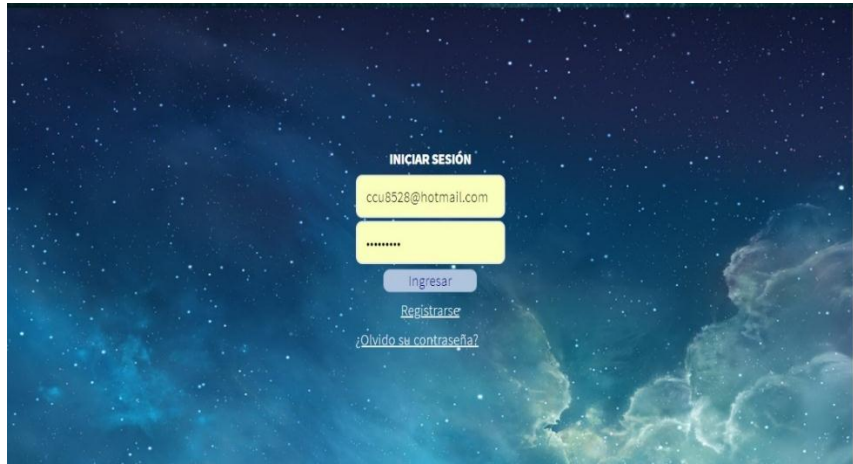 INICIAR SESIÓN
ccu8528@hotmail.com
•••••••••
Ingresar
Registrarse
¿Olvido su contraseña?